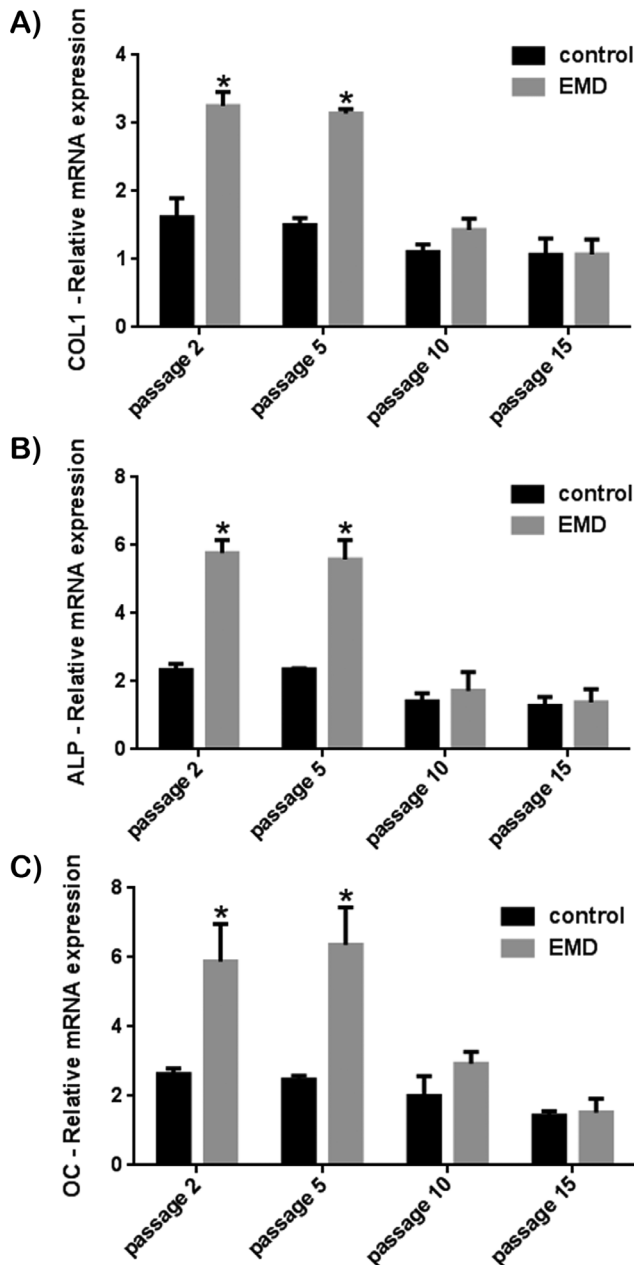 A)
COL1 - Relative mRNA expression
4
3
2
1
0
control
EMD
*
*
passage 2
passage 5
passage 10
passage 15
B)
ALP - Relative mRNA expression
8
6
4
2
0
control
EMD
*
*
passage 2
passage 5
passage 10
passage 15
C)
OC - Relative mRNA expression
8
6
4
2
0
control
EMD
*
*
passage 2
passage 5
passage 10
passage 15